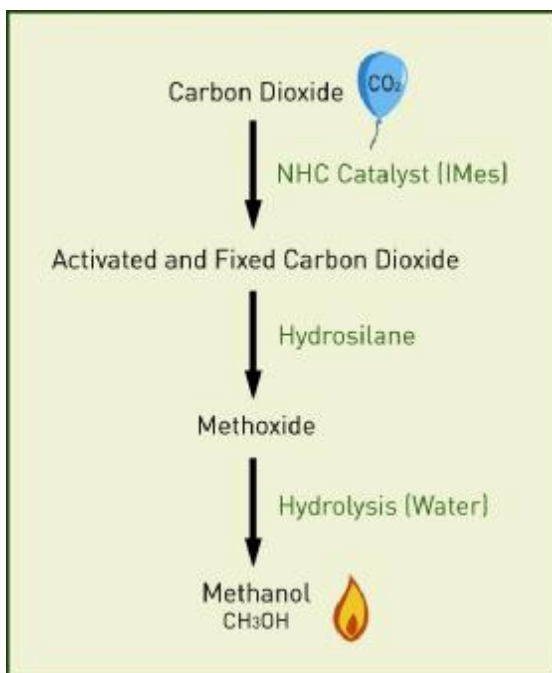 Carbon Dioxide CO₂
NHC Catalyst (IMes)
Activated and Fixed Carbon Dioxide
Hydrosilane
Methoxide
Hydrolysis (Water)
Methanol
CH₃OH